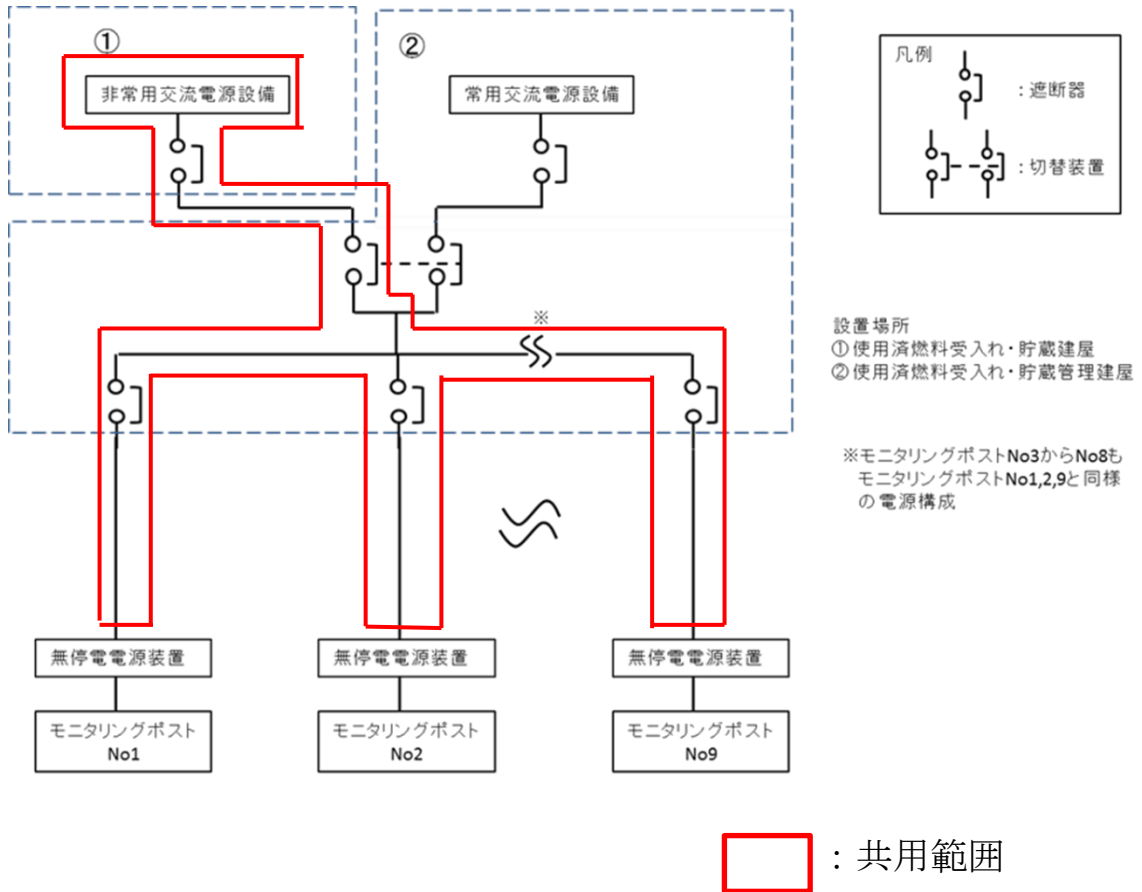 ①
②
非常用交流電源設備
常用交流電源設備
凡例
：遮断器
：切替装置
設置場所
①使用済燃料受入れ・貯蔵建屋
②使用済燃料受入れ・貯蔵管理建屋
※
※モニタリングポストNo3からNo8も
モニタリングポストNo1,2,9と同様
の電源構成
無停電電源装置
無停電電源装置
無停電電源装置
モニタリングポスト
No1
モニタリングポスト
No2
モニタリングポスト
No9
：共用範囲